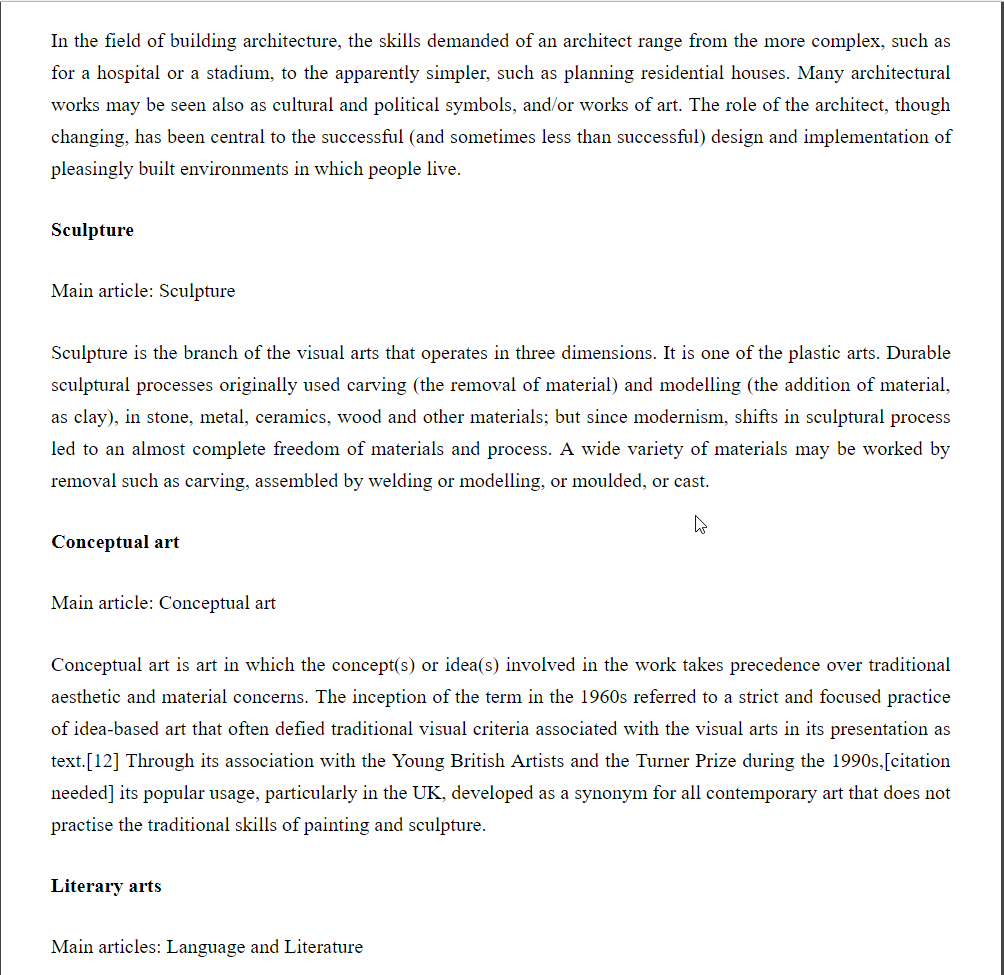 In the field of building architecture, the skills demanded of an architect range from the more complex, such as
for a hospital or a stadium, to the apparently simpler, such as planning residential houses. Many architectural
works may be seen also as cultural and political symbols, and/or works of art. The role of the architect, though
changing, has been central to the successful (and sometimes less than successful) design and implementation of
pleasingly built environments in which people live.
Sculpture
Main article: Sculpture
Sculpture is the branch of the visual arts that operates in three dimensions. It is one of the plastic arts. Durable
sculptural processes originally used carving (the removal of material) and modelling (the addition of material,
as clay), in stone, metal, ceramics, wood and other materials; but since modernism, shifts in sculptural process
led to an almost complete freedom of materials and process. A wide variety of materials may be worked by
removal such as carving, assembled by welding or modelling, or moulded, or cast.
Conceptual art
Main article: Conceptual art
Conceptual art is art in which the concept(s) or idea(s) involved in the work takes precedence over traditional
aesthetic and material concerns. The inception of the term in the 1960s referred to a strict and focused practice
of idea-based art that often defied traditional visual criteria associated with the visual arts in its presentation as
text.[12] Through its association with the Young British Artists and the Turner Prize during the 1990s,[citation
needed] its popular usage, particularly in the UK, developed as a synonym for all contemporary art that does not
practise the traditional skills of painting and sculpture.
Literary arts
Main articles: Language and Literature